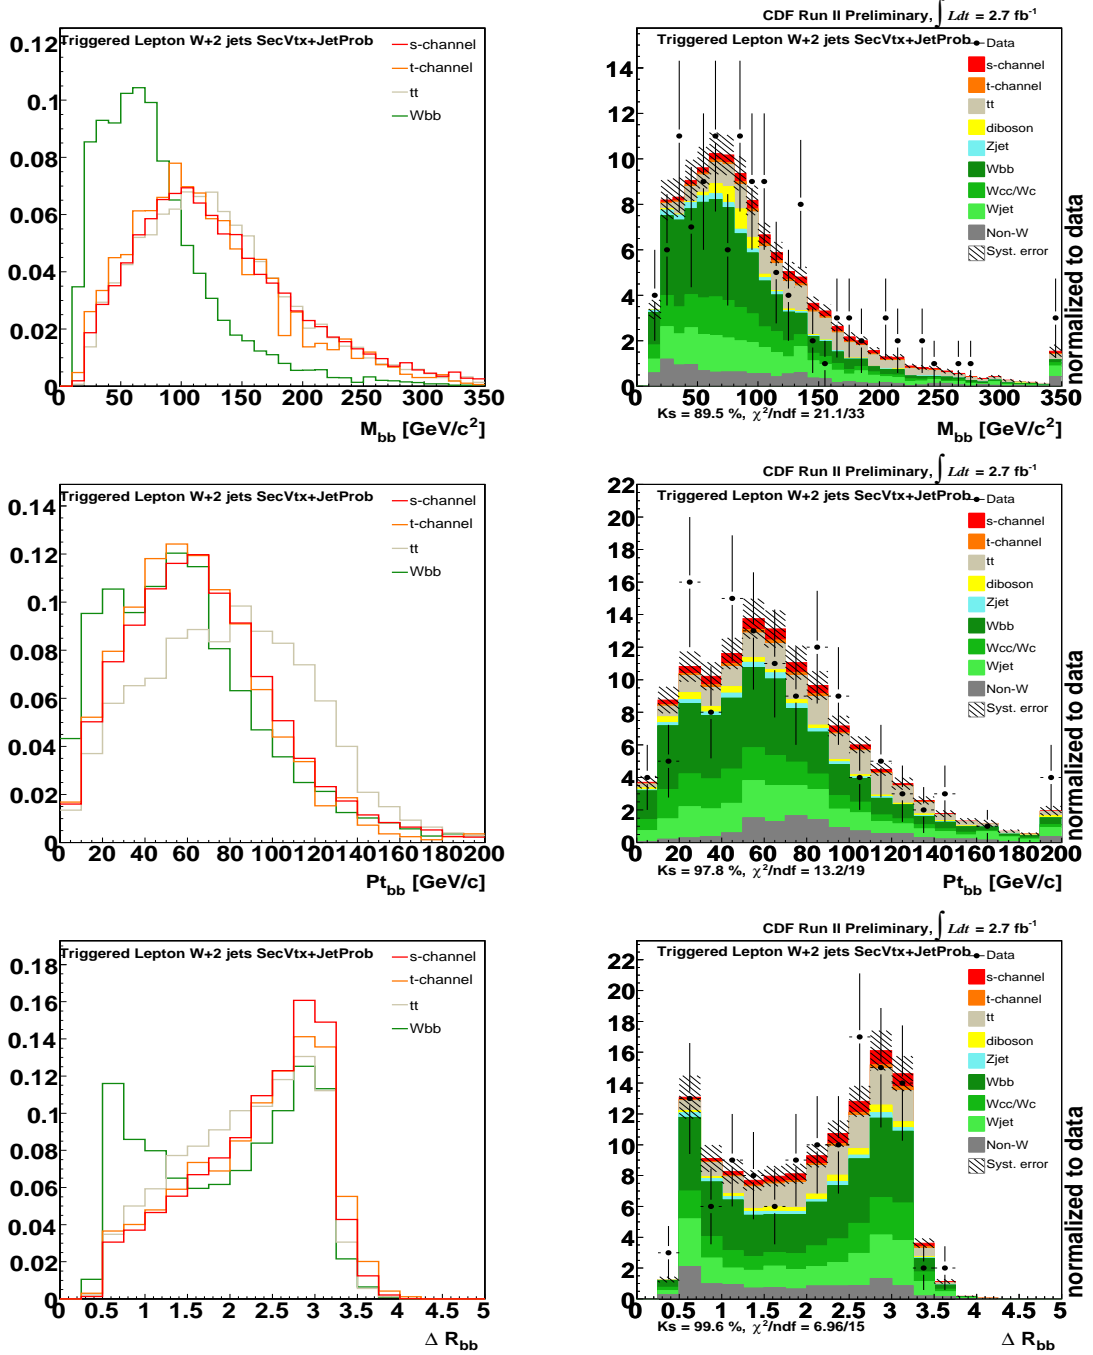 Triggered Lepton W+2 jets SecVtx+JetProb
s-channel
t-channel
tt
Wbb
0.12
0.1
0.08
0.06
0.04
0.02
0
0 50 100 150 200 250 300 350
M_bb [GeV/c²]
CDF Run II Preliminary, ∫ Ldt = 2.7 fb⁻¹
Triggered Lepton W+2 jets SecVtx+JetProb
Data
s-channel
t-channel
tt
diboson
Zjet
Wbb
Wcc/Wc
Wjet
Non-W
Syst. error
14
12
10
8
6
4
2
0
0 50 100 150 200 250 300 350
Ks = 89.5 %, χ²/ndf = 21.1/33
M_bb [GeV/c²]
normalized to data
Triggered Lepton W+2 jets SecVtx+JetProb
s-channel
t-channel
tt
Wbb
0.14
0.12
0.1
0.08
0.06
0.04
0.02
0
0 20 40 60 80 100 120 140 160 180 200
Pt_bb [GeV/c]
CDF Run II Preliminary, ∫ Ldt = 2.7 fb⁻¹
Triggered Lepton W+2 jets SecVtx+JetProb
Data
s-channel
t-channel
tt
diboson
Zjet
Wbb
Wcc/Wc
Wjet
Non-W
Syst. error
22
20
18
16
14
12
10
8
6
4
2
0
0 20 40 60 80 100 120 140 160 180 200
Ks = 97.8 %, χ²/ndf = 13.2/19
Pt_bb [GeV/c]
normalized to data
Triggered Lepton W+2 jets SecVtx+JetProb
s-channel
t-channel
tt
Wbb
0.18
0.16
0.14
0.12
0.1
0.08
0.06
0.04
0.02
0
0 0.5 1 1.5 2 2.5 3 3.5 4 4.5 5
Δ R_bb
CDF Run II Preliminary, ∫ Ldt = 2.7 fb⁻¹
Triggered Lepton W+2 jets SecVtx+JetProb
Data
s-channel
t-channel
tt
diboson
Zjet
Wbb
Wcc/Wc
Wjet
Non-W
Syst. error
22
20
18
16
14
12
10
8
6
4
2
0
0 0.5 1 1.5 2 2.5 3 3.5 4 4.5 5
Ks = 99.6 %, χ²/ndf = 6.96/15
Δ R_bb
normalized to data